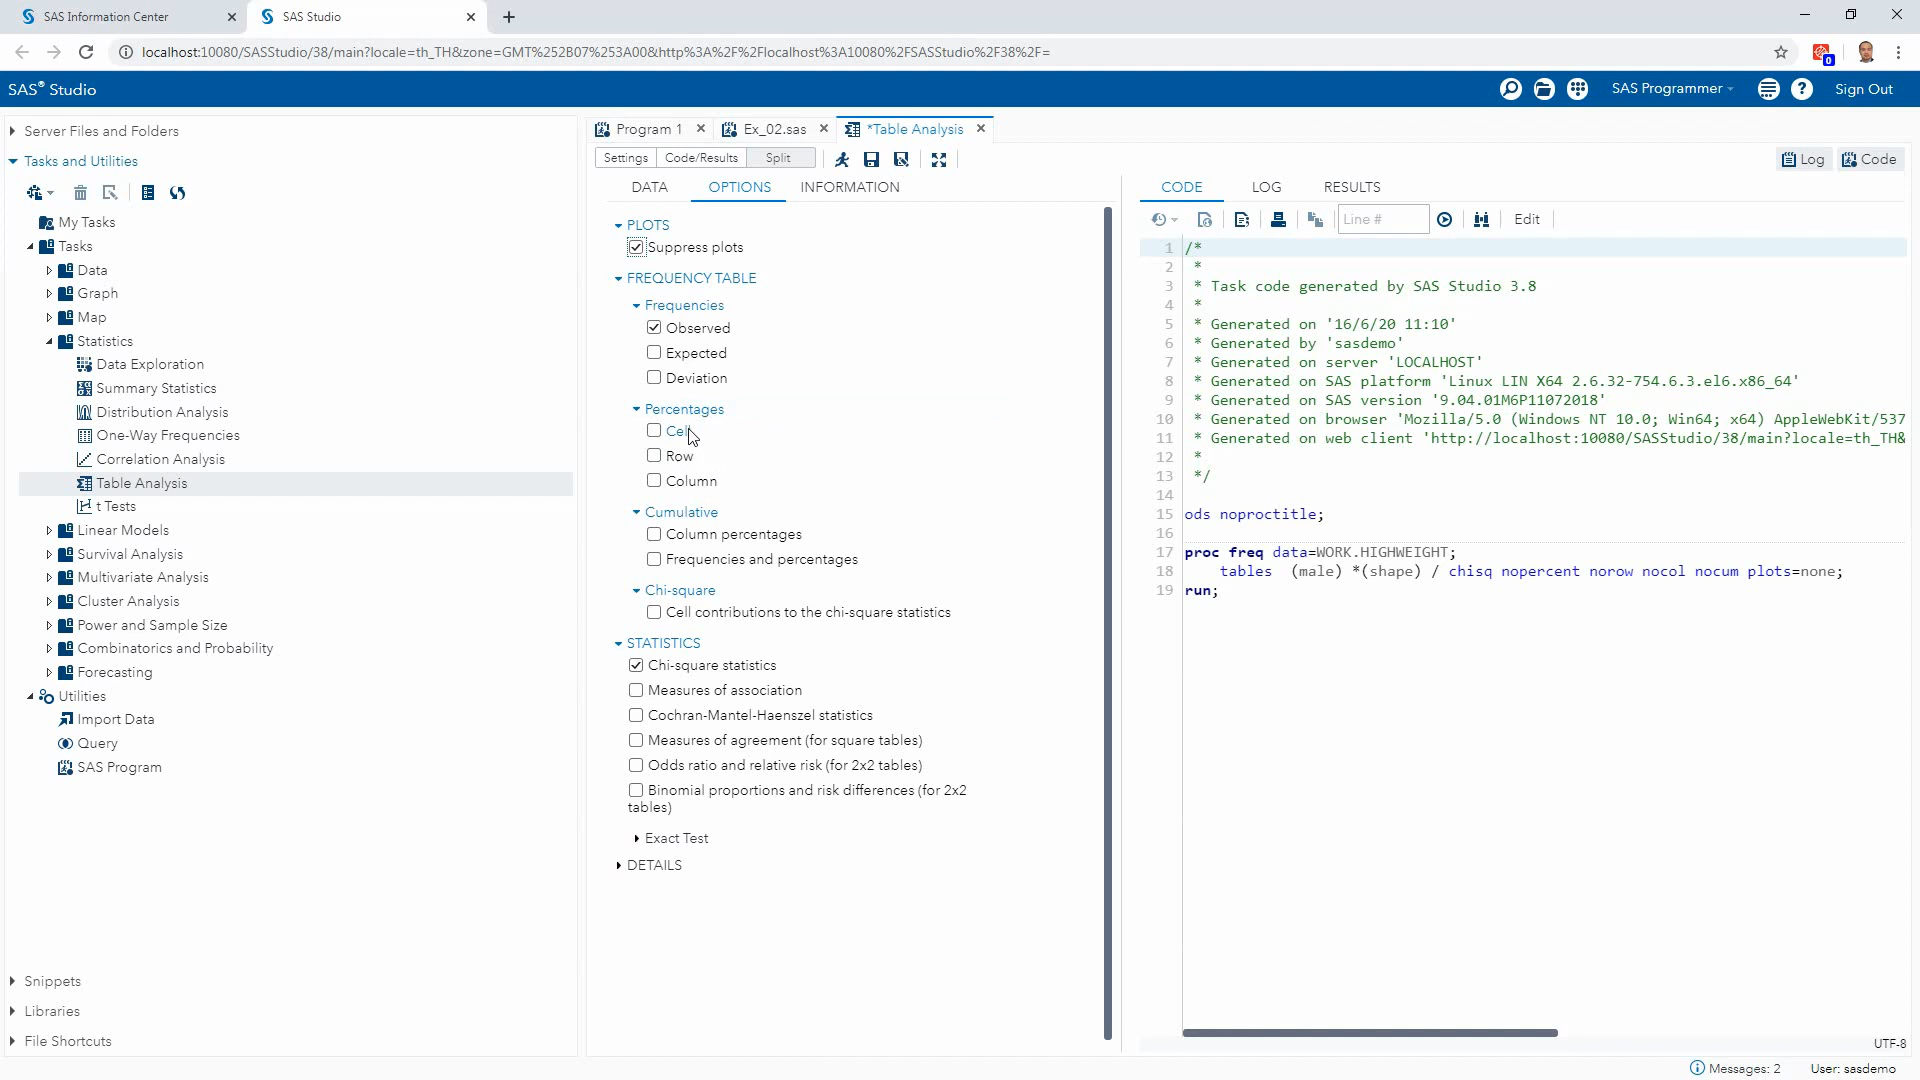 SAS Information Center
SAS Studio
localhost:10080/SASStudio/38/main?locale=th_TH&zone=GMT%252B07%253A00&http%3A%2F%2Flocalhost%3A10080%2FSASStudio%2F38%2F=
0
SAS® Studio
SAS Programmer
Sign Out
Server Files and Folders
Tasks and Utilities
My Tasks
Tasks
Data
Graph
Map
Statistics
Data Exploration
Summary Statistics
Distribution Analysis
One-Way Frequencies
Correlation Analysis
Table Analysis
t Tests
Linear Models
Survival Analysis
Multivariate Analysis
Cluster Analysis
Power and Sample Size
Combinatorics and Probability
Forecasting
Utilities
Import Data
Query
SAS Program
Snippets
Libraries
File Shortcuts
Program 1
Ex_02.sas
*Table Analysis
Settings
Code/Results
Split
Log
Code
DATA
OPTIONS
INFORMATION
PLOTS
Suppress plots
FREQUENCY TABLE
Frequencies
Observed
Expected
Deviation
Percentages
Cell
Row
Column
Cumulative
Column percentages
Frequencies and percentages
Chi-square
Cell contributions to the chi-square statistics
STATISTICS
Chi-square statistics
Measures of association
Cochran-Mantel-Haenszel statistics
Measures of agreement (for square tables)
Odds ratio and relative risk (for 2x2 tables)
Binomial proportions and risk differences (for 2x2
tables)
Exact Test
DETAILS
CODE
LOG
RESULTS
Line #
Edit
1 /*
2 *
3 * Task code generated by SAS Studio 3.8
4 *
5 * Generated on '16/6/20 11:10'
6 * Generated by 'sasdemo'
7 * Generated on server 'LOCALHOST'
8 * Generated on SAS platform 'Linux LIN X64 2.6.32-754.6.3.el6.x86_64'
9 * Generated on SAS version '9.04.01M6P11072018'
10 * Generated on browser 'Mozilla/5.0 (Windows NT 10.0; Win64; x64) AppleWebKit/537
11 * Generated on web client 'http://localhost:10080/SASStudio/38/main?locale=th_TH&
12 *
13 */
14
15 ods noproctitle;
16
17 proc freq data=WORK.HIGHWEIGHT;
18 tables (male) *(shape) / chisq nopercent norow nocol nocum plots=none;
19 run;
UTF-8
Messages: 2
User: sasdemo